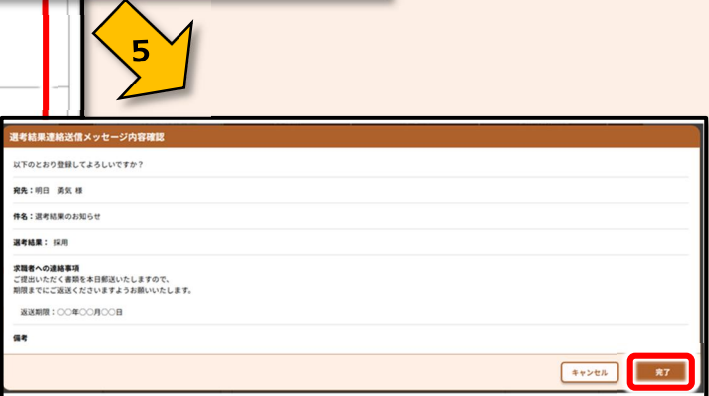 5
選考結果連絡送信メッセージ内容確認
以下のとおり登録してよろしいですか？
宛先：明日　勇気 様
件名：選考結果のお知らせ
選考結果： 採用
求職者への連絡事項
ご提出いただく書類を本日郵送いたしますので、
期限までにご返送くださいますようお願いいたします。
返送期限：〇〇年〇〇月〇〇日
備考
キャンセル
完了